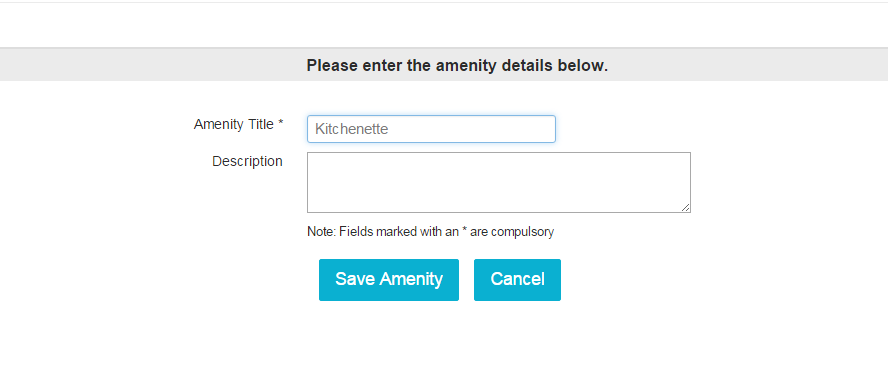 Please enter the amenity details below.
Amenity Title * Kitchenette
Description
Note: Fields marked with an * are compulsory
Save Amenity Cancel